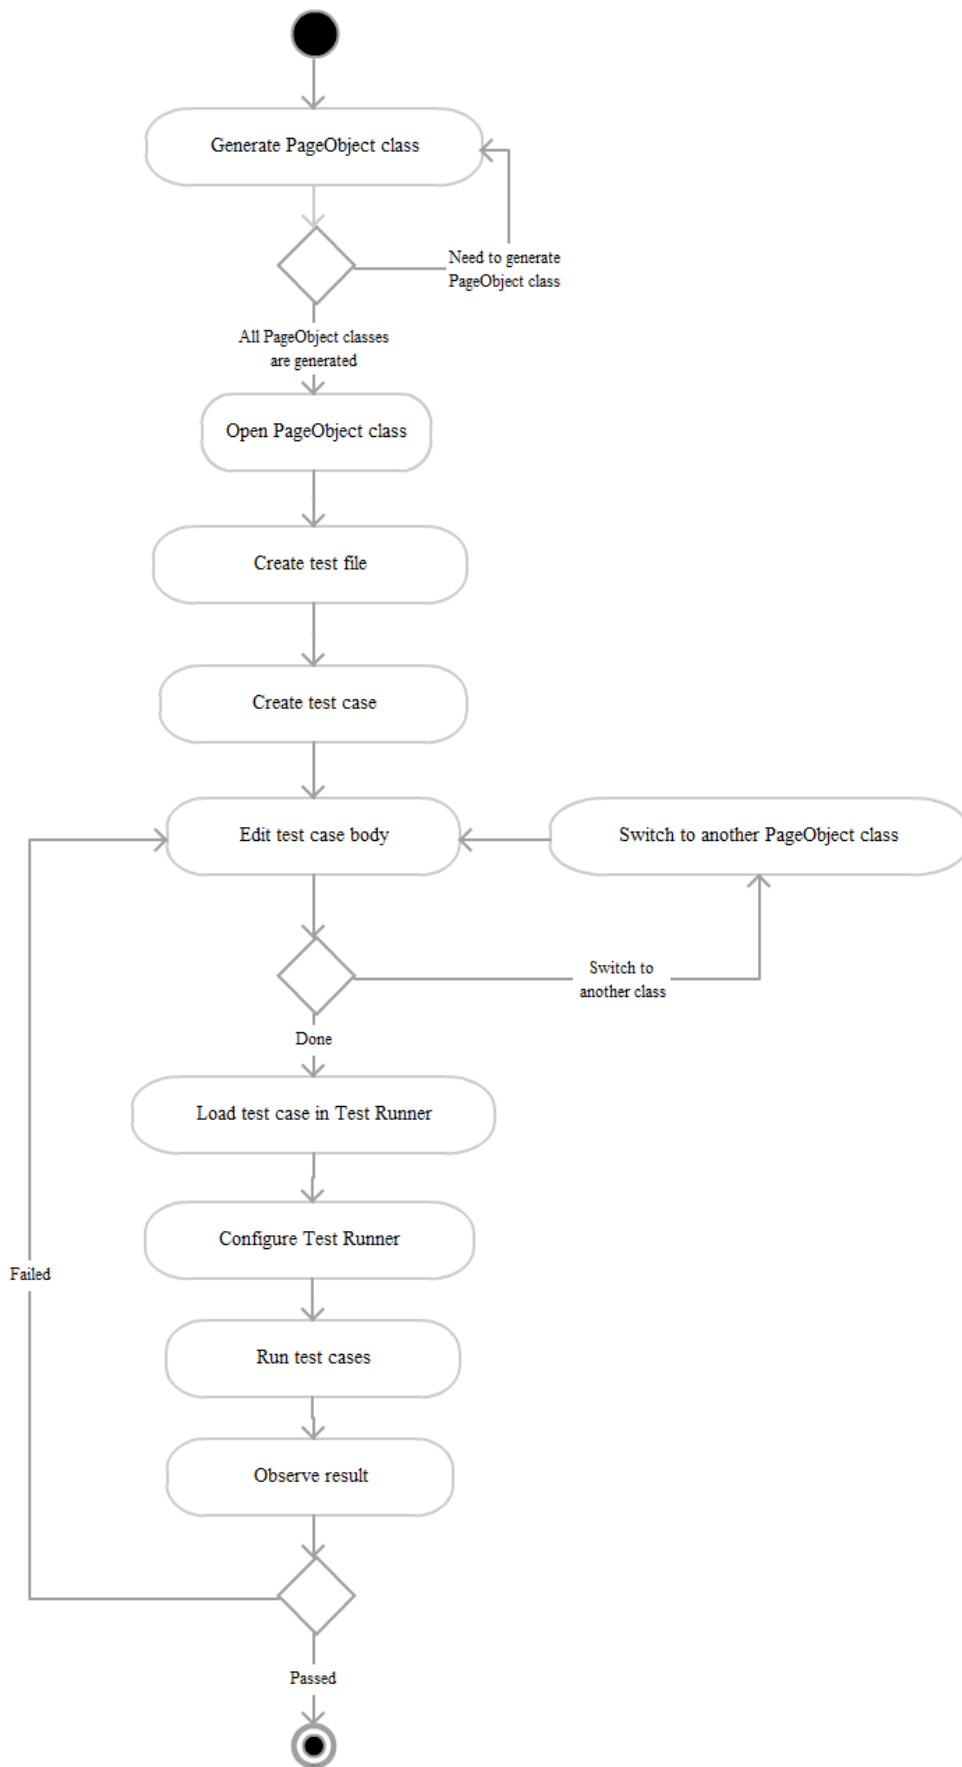 Generate PageObject class
Need to generate
PageObject class
All PageObject classes
are generated
Open PageObject class
Create test file
Create test case
Edit test case body
Switch to another PageObject class
Switch to
another class
Done
Load test case in Test Runner
Configure Test Runner
Failed
Run test cases
Observe result
Passed